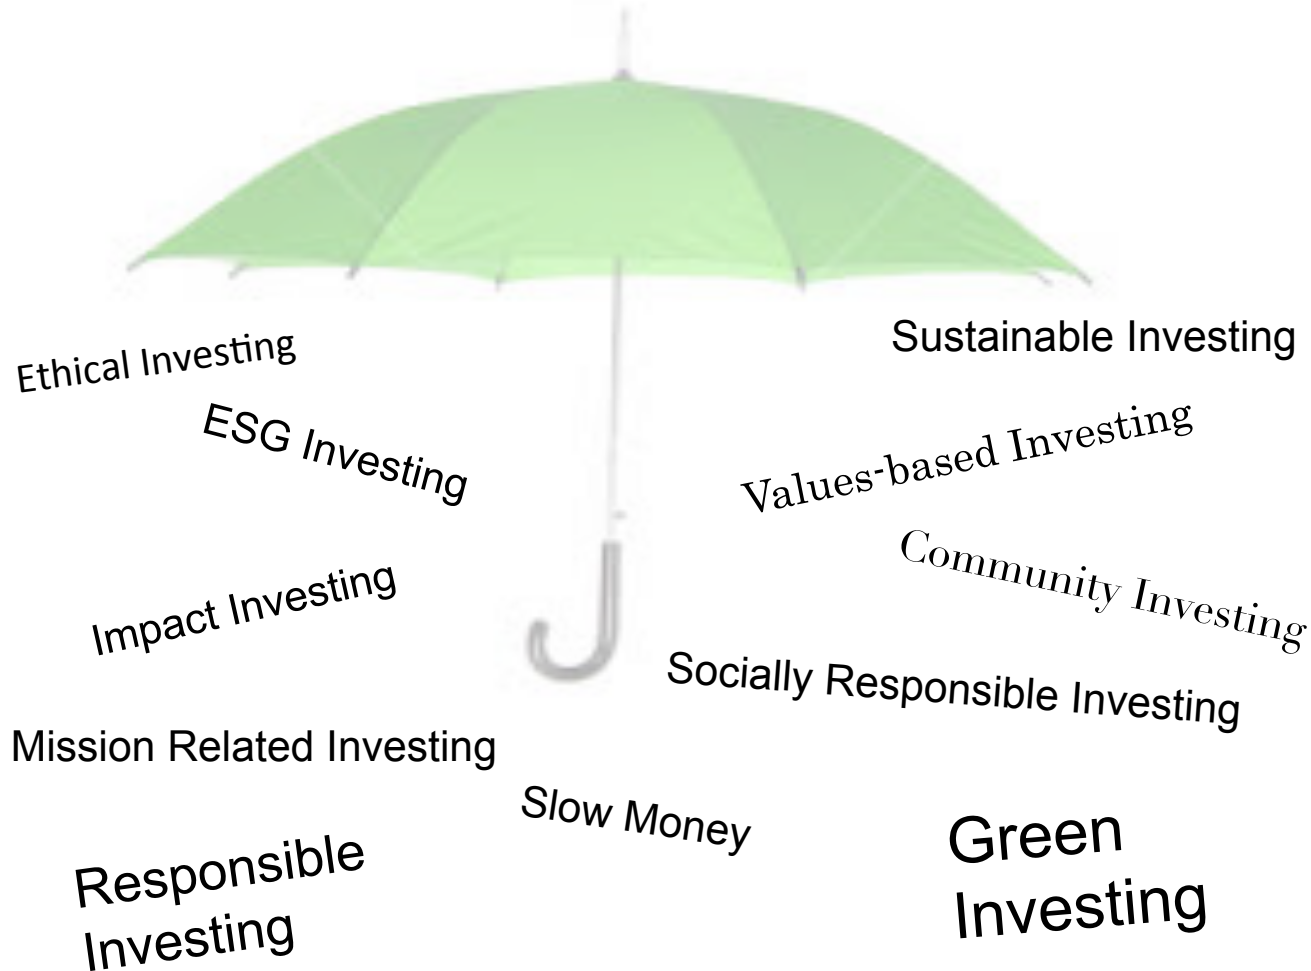 Ethical Investing
Sustainable Investing
ESG Investing
Values-based Investing
Impact Investing
Community Investing
Socially Responsible Investing
Mission Related Investing
Slow Money
Responsible
Investing
Green
Investing